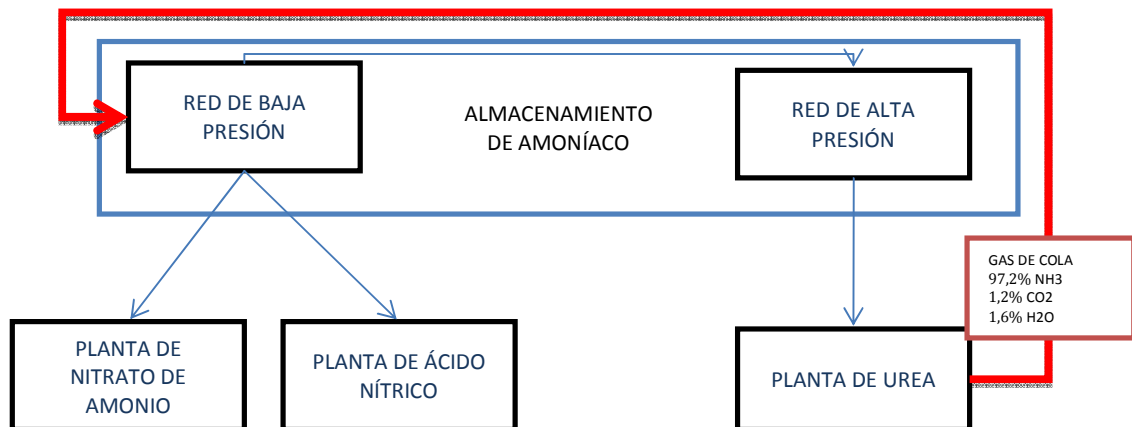 RED DE BAJA
PRESIÓN
ALMACENAMIENTO
DE AMONÍACO
RED DE ALTA
PRESIÓN
GAS DE COLA
97,2% NH3
1,2% CO2
1,6% H2O
PLANTA DE
NITRATO DE
AMONIO
PLANTA DE ÁCIDO
NÍTRICO
PLANTA DE UREA